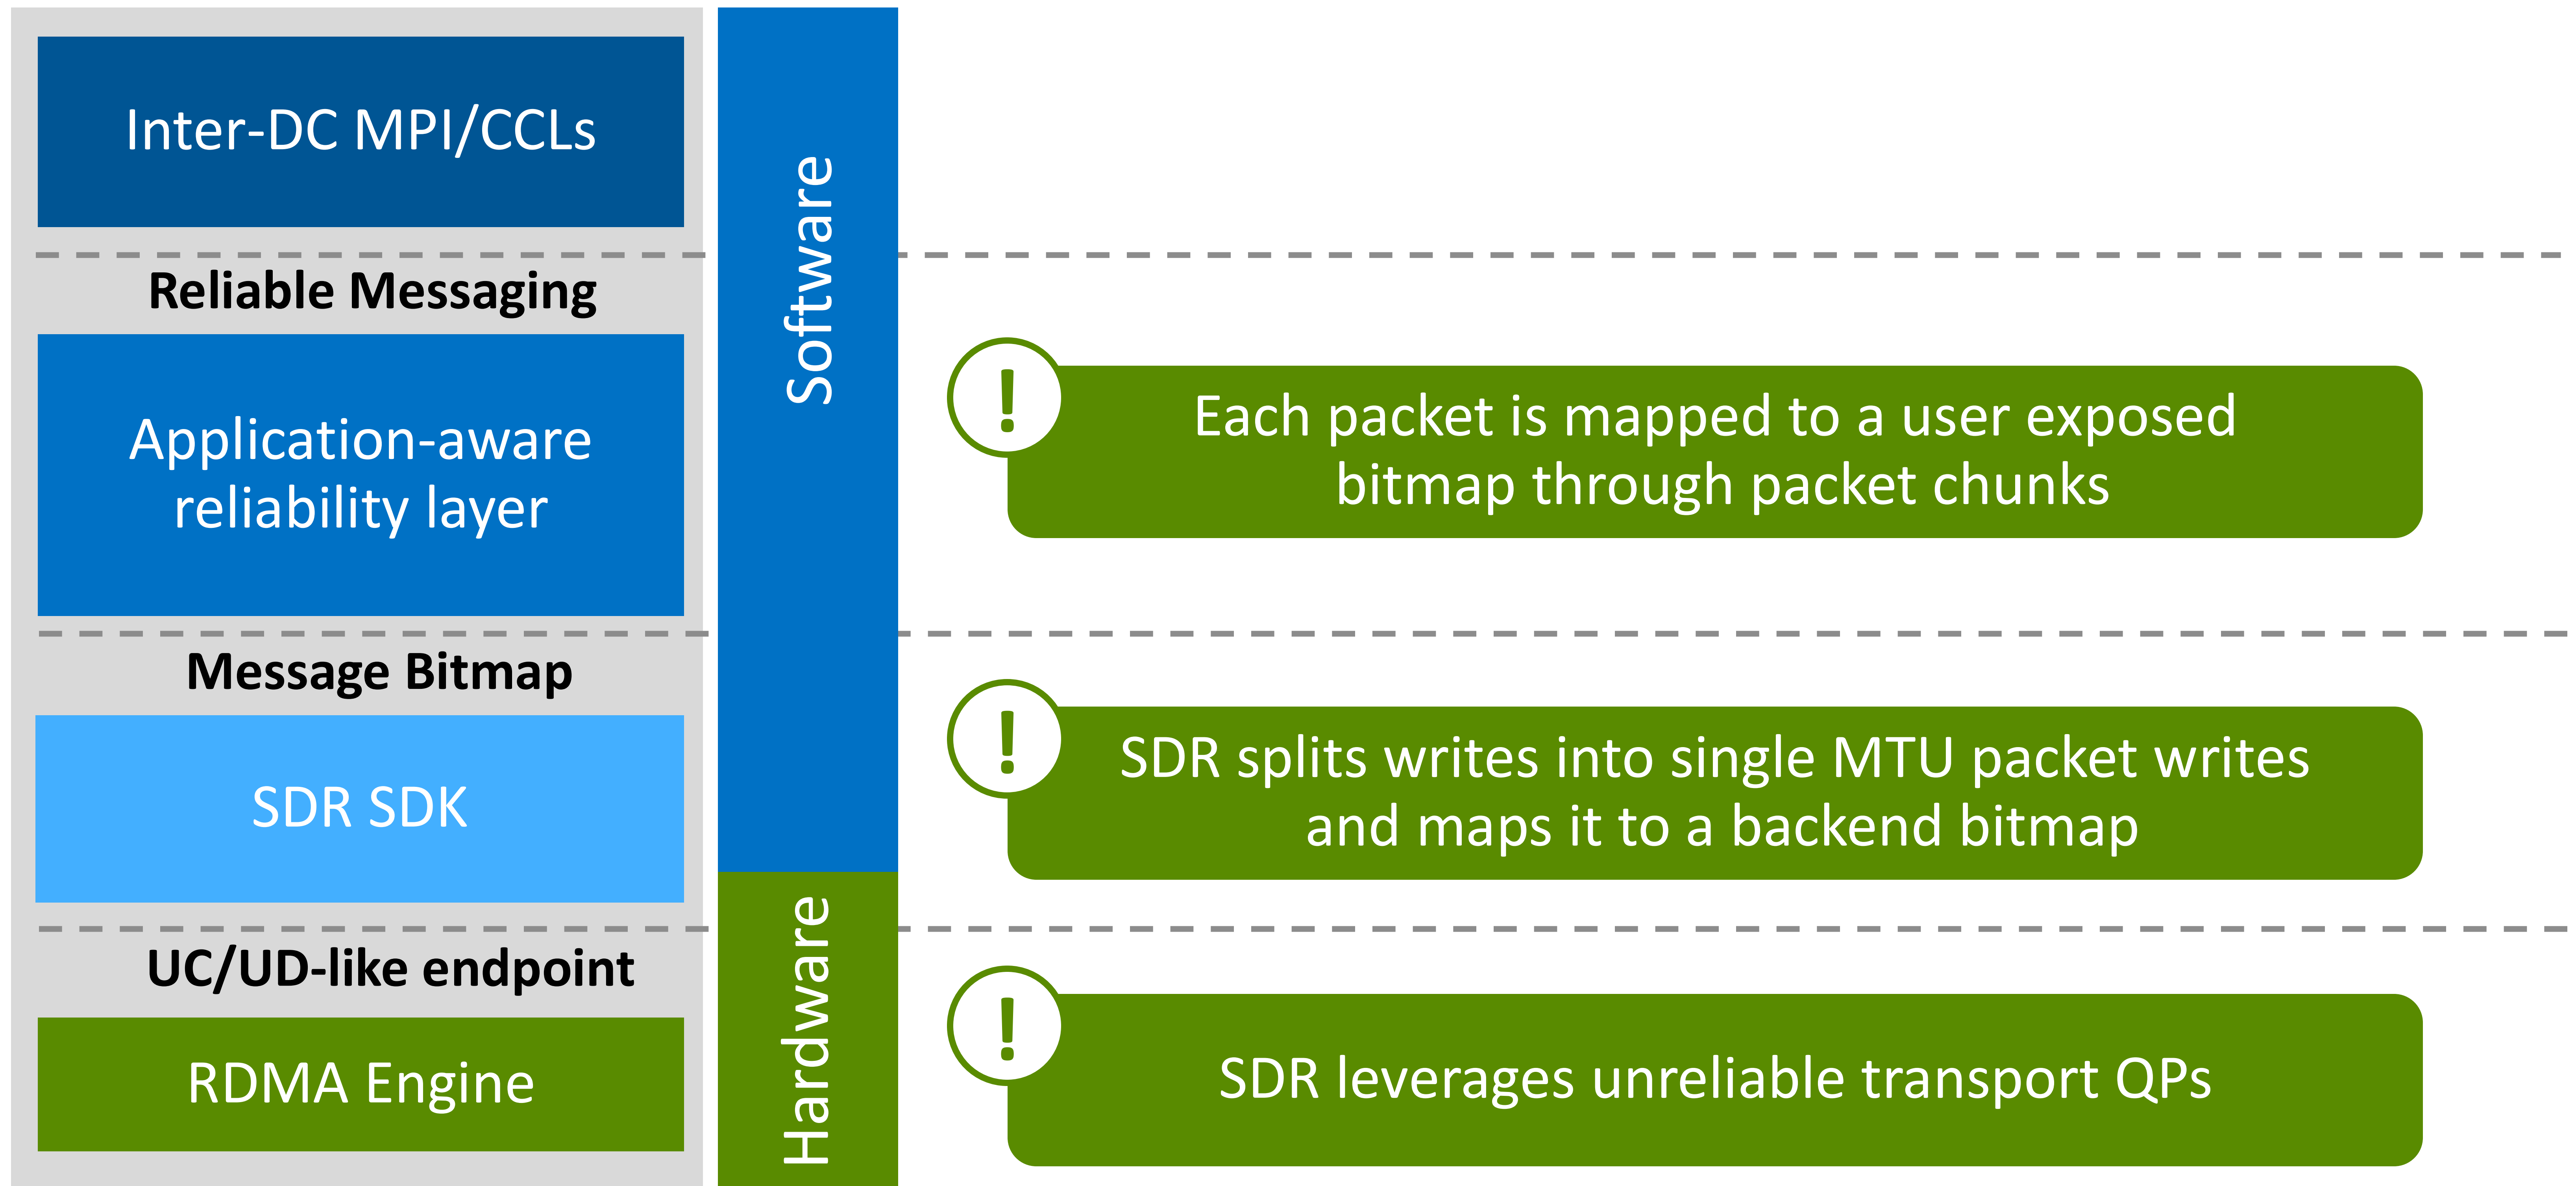 Inter-DC MPI/CCLs
Reliable Messaging
Application-aware
reliability layer
Message Bitmap
SDR SDK
UC/UD-like endpoint
RDMA Engine
Software
Hardware
!
Each packet is mapped to a user exposed
bitmap through packet chunks
!
SDR splits writes into single MTU packet writes
and maps it to a backend bitmap
!
SDR leverages unreliable transport QPs